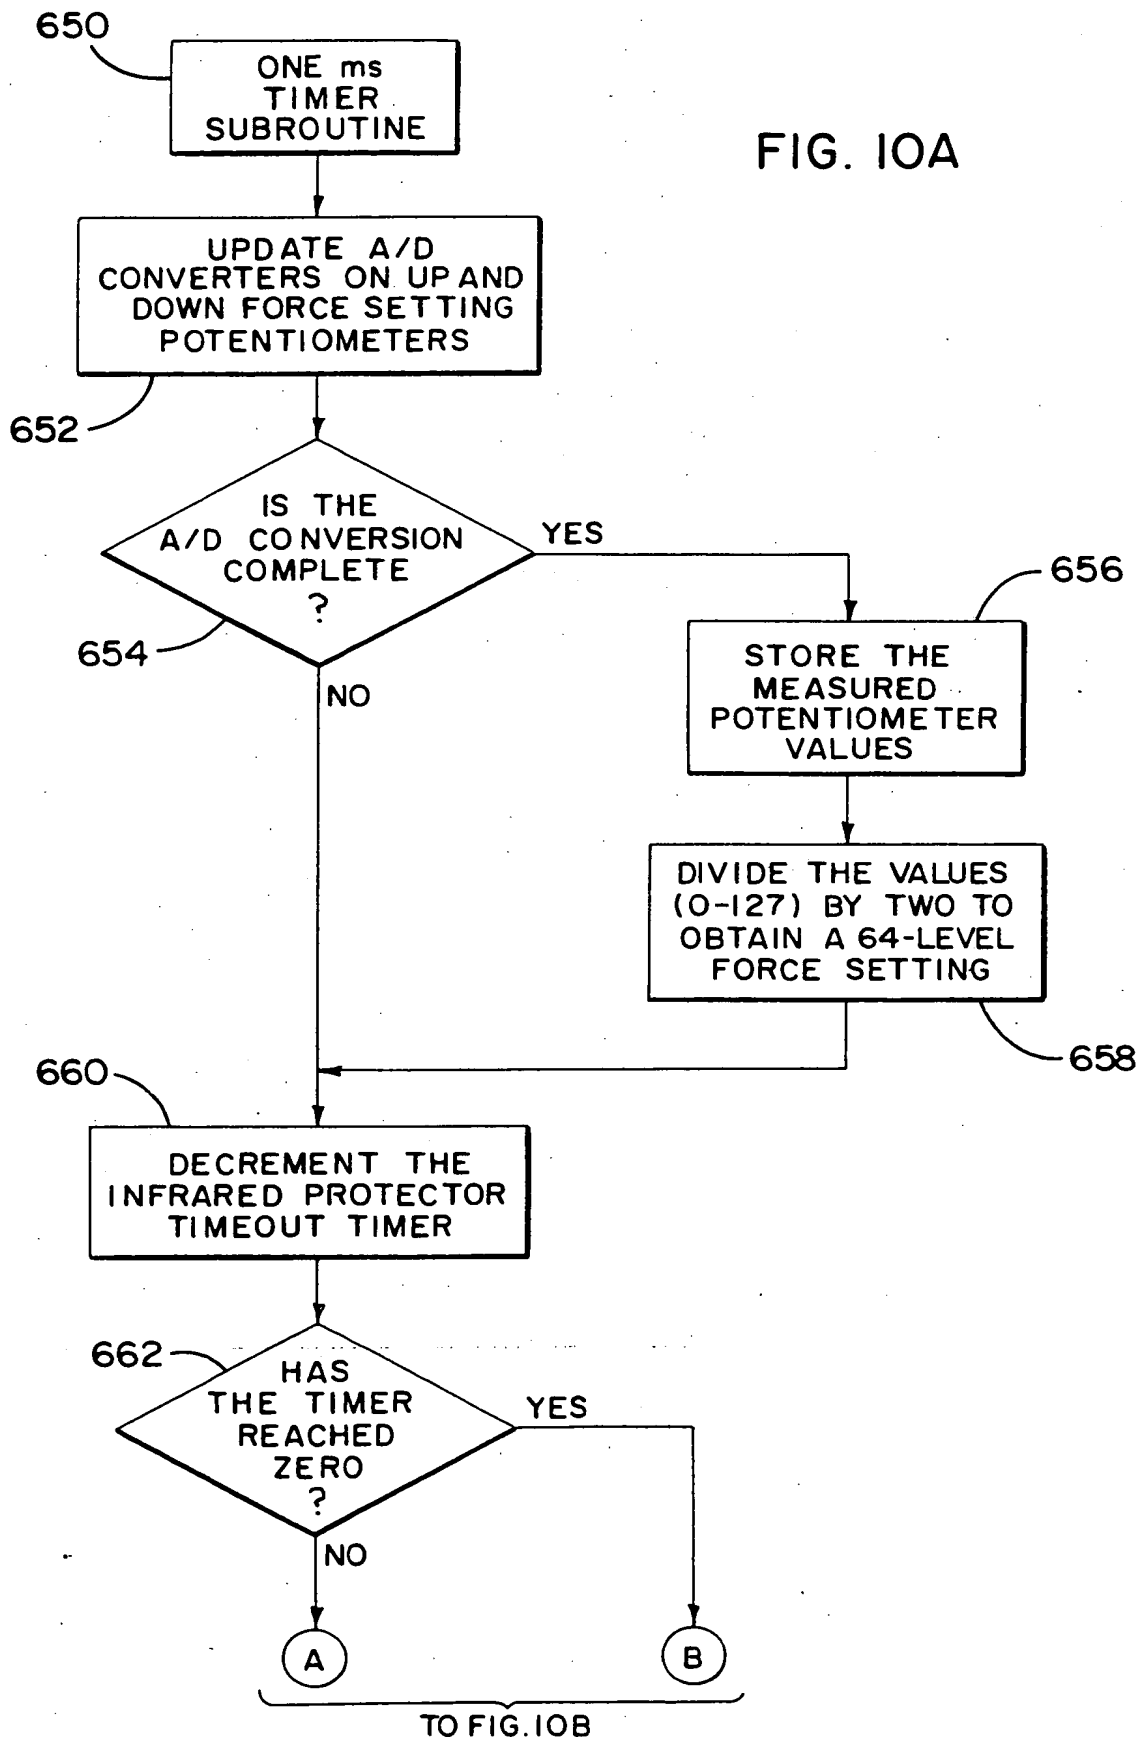 650
ONE ms
TIMER
SUBROUTINE
FIG. 10A
UPDATE A/D
CONVERTERS ON UP AND
DOWN FORCE SETTING
POTENTIOMETERS
652
IS THE
A/D CONVERSION
COMPLETE
?
YES
654
NO
656
STORE THE
MEASURED
POTENTIOMETER
VALUES
DIVIDE THE VALUES
(0-127) BY TWO TO
OBTAIN A 64-LEVEL
FORCE SETTING
658
660
DECREMENT THE
INFRARED PROTECTOR
TIMEOUT TIMER
662
HAS
THE TIMER
REACHED
ZERO
?
YES
NO
A
B
TO FIG. 10B